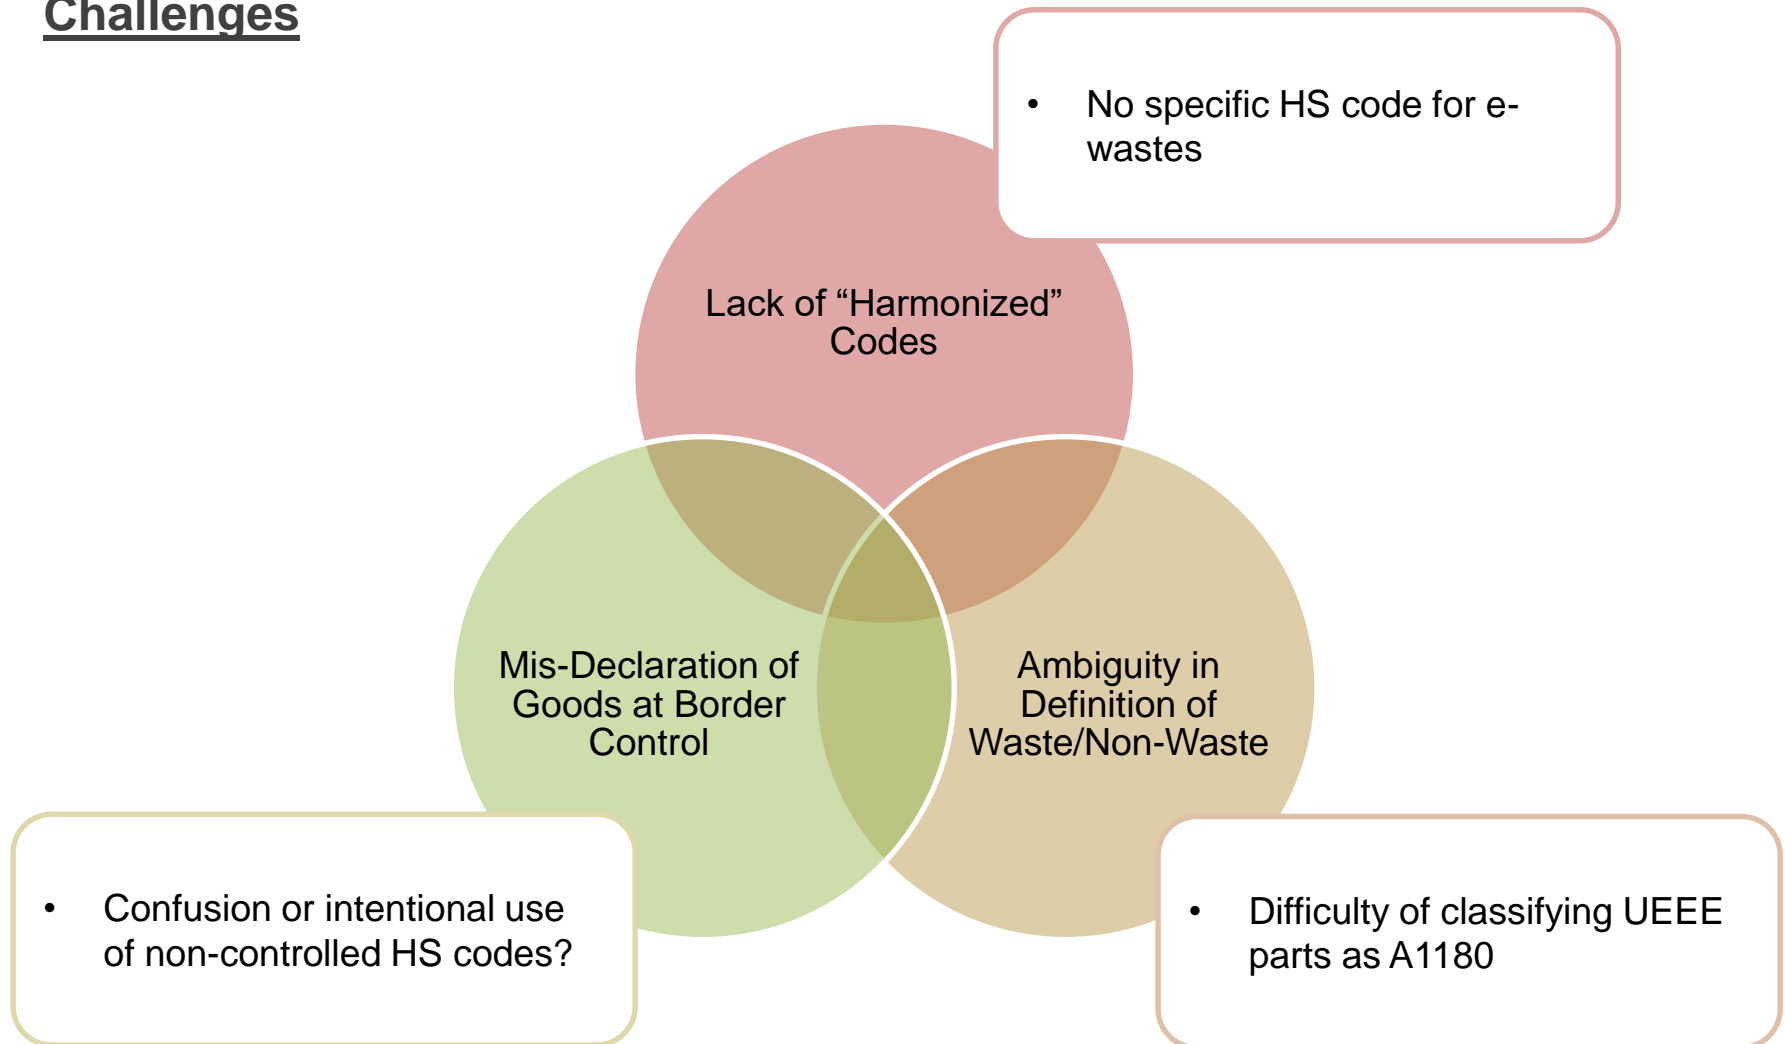 Challenges
• No specific HS code for e-
wastes
Lack of “Harmonized”
Codes
Mis-Declaration of
Goods at Border
Control
Ambiguity in
Definition of
Waste/Non-Waste
• Confusion or intentional use
of non-controlled HS codes?
• Difficulty of classifying UEEE
parts as A1180